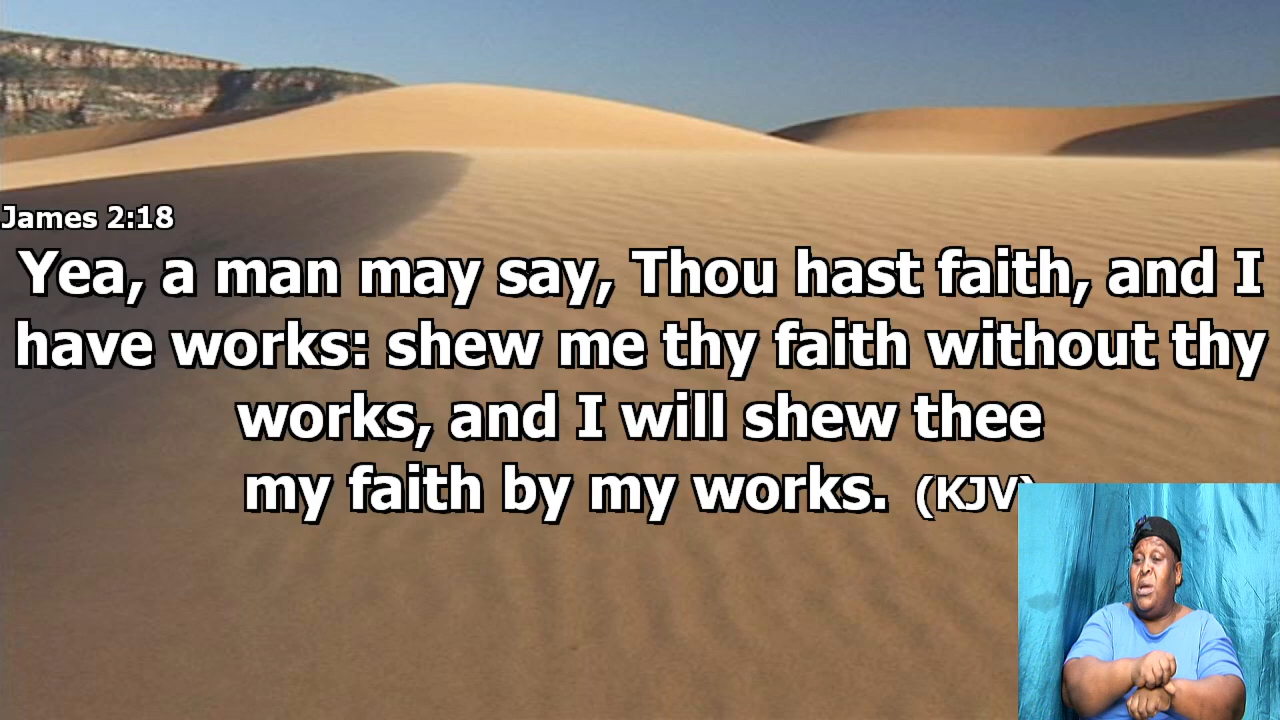 James 2:18
Yea, a man may say, Thou hast faith, and I
have works: shew me thy faith without thy
works, and I will shew thee
my faith by my works. (KJV)